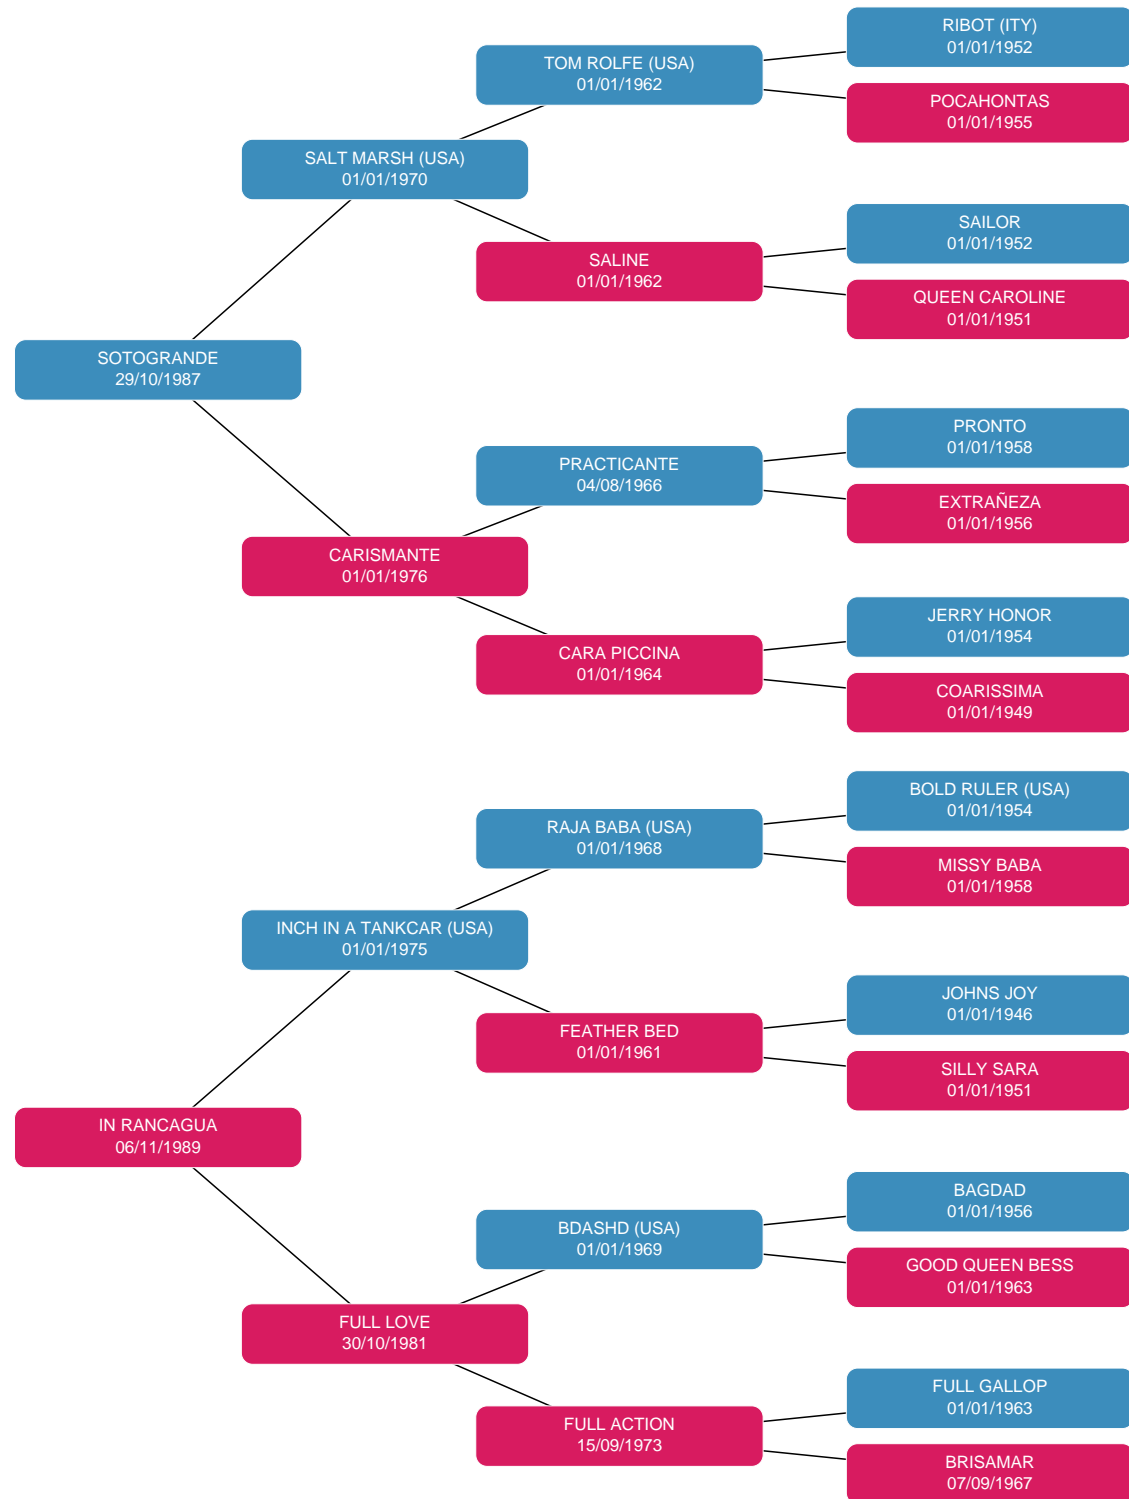 RIBOT (ITY)
01/01/1952
TOM ROLFE (USA)
01/01/1962
POCAHONTAS
01/01/1955
SALT MARSH (USA)
01/01/1970
SAILOR
01/01/1952
SALINE
01/01/1962
QUEEN CAROLINE
01/01/1951
SOTOGRANDE
29/10/1987
PRONTO
01/01/1958
PRACTICANTE
04/08/1966
EXTRAÑEZA
01/01/1956
CARISMANTE
01/01/1976
JERRY HONOR
01/01/1954
CARA PICCINA
01/01/1964
COARISSIMA
01/01/1949
BOLD RULER (USA)
01/01/1954
RAJA BABA (USA)
01/01/1968
MISSY BABA
01/01/1958
INCH IN A TANKCAR (USA)
01/01/1975
JOHNS JOY
01/01/1946
FEATHER BED
01/01/1961
SILLY SARA
01/01/1951
IN RANCAGUA
06/11/1989
BAGDAD
01/01/1956
BDASHD (USA)
01/01/1969
GOOD QUEEN BESS
01/01/1963
FULL LOVE
30/10/1981
FULL GALLOP
01/01/1963
FULL ACTION
15/09/1973
BRISAMAR
07/09/1967